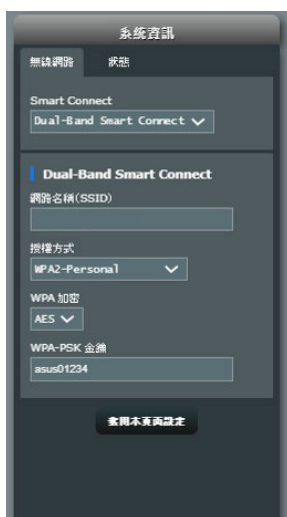 系統資訊
無線網路 狀態
Smart Connect
Dual-Band Smart Connect
Dual-Band Smart Connect
網路名稱(SSID)
授權方式
WPA2-Personal
WPA 加密
AES
WPA-PSK 金鑰
asus01234
套用本頁面設定